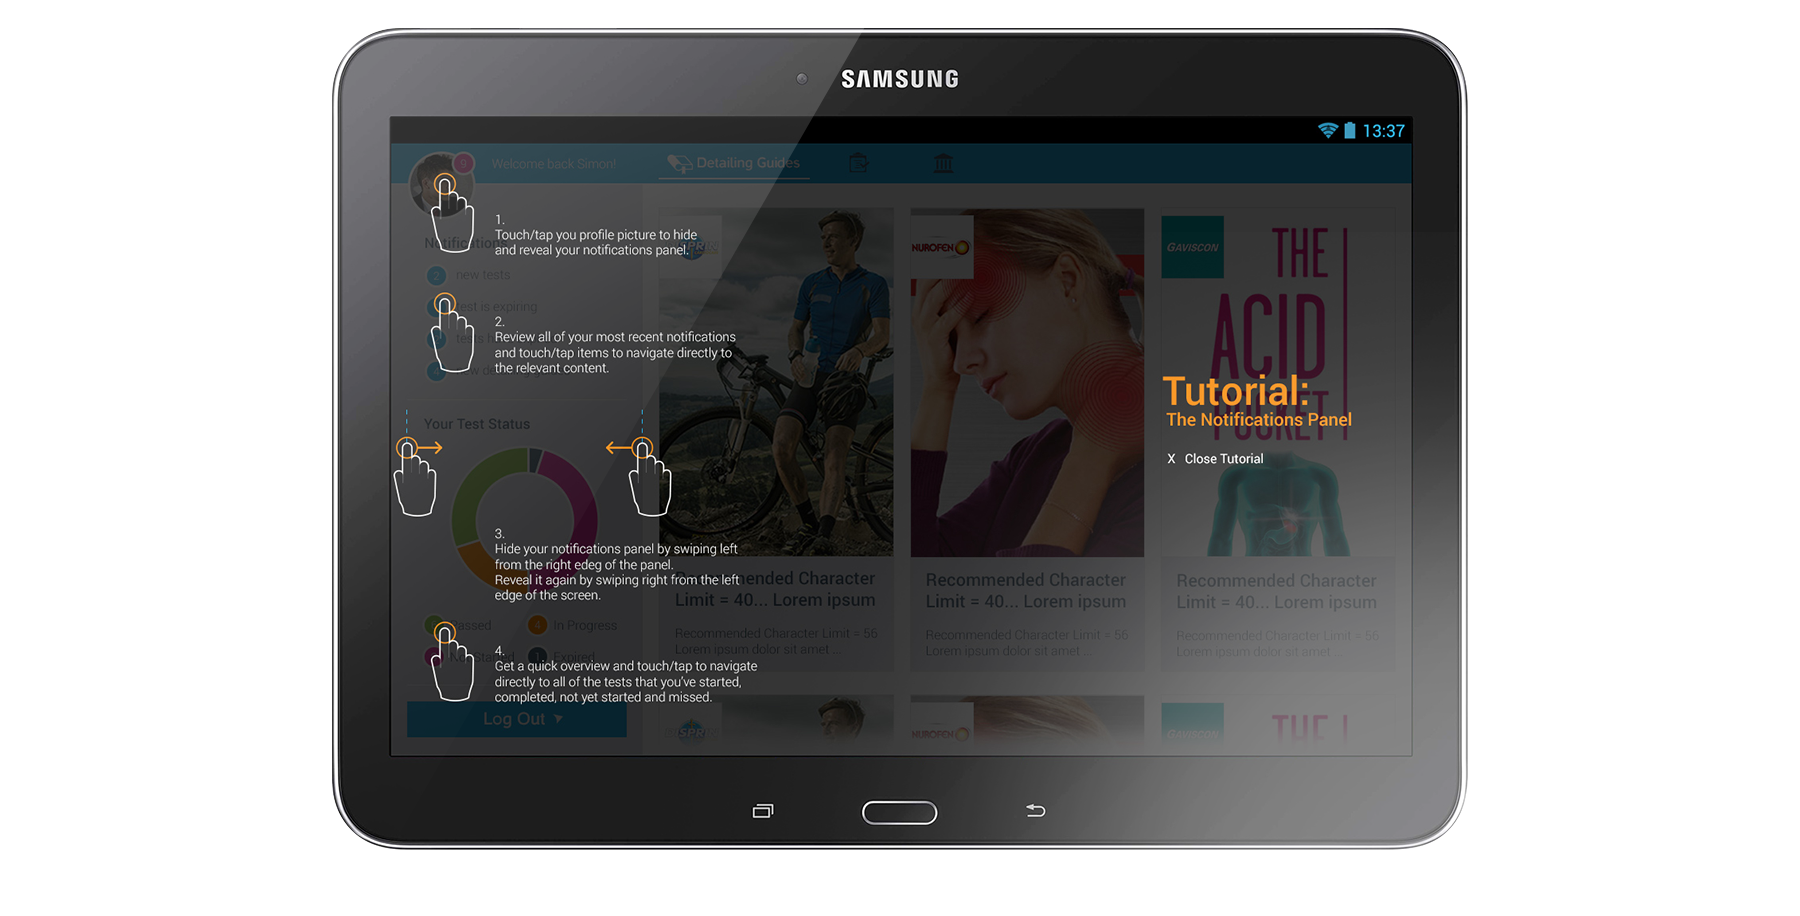 SAMSUNG
13:37
9
Welcome back Simon!
Detailing Guides
1.
Touch/tap you profile picture to hide
and reveal your notifications panel.
Notifications
2 new tests
test is expiring
2.
Review all of your most recent notifications
and touch/tap items to navigate directly to
the relevant content.
Your Test Status
3.
Hide your notifications panel by swiping left
from the right edeg of the panel.
Reveal it again by swiping right from the left
edge of the screen.
Passed
4 In Progress
1 Expired
4.
Get a quick overview and touch/tap to navigate
directly to all of the tests that you've started,
completed, not yet started and missed.
Log Out
NUROFEN
GAVISCON
THE
ACID
POCKET
Tutorial:
The Notifications Panel
X Close Tutorial
Recommended Character
Limit = 40... Lorem ipsum
Recommended Character Limit = 56
Lorem ipsum dolor sit amet ...
Recommended Character
Limit = 40... Lorem ipsum
Recommended Character Limit = 56
Lorem ipsum dolor sit amet ...
Recommended Character
Limit = 40... Lorem ipsum
Recommended Character Limit = 56
Lorem ipsum dolor sit amet ...
NUROFEN
GAVISCON
THE